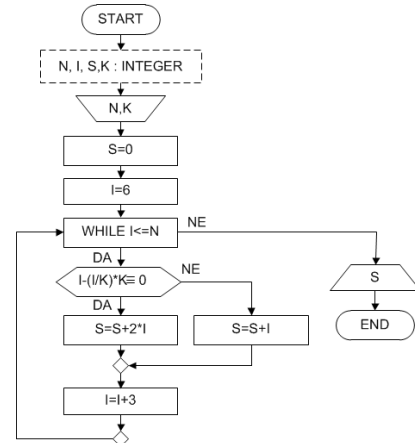 START
N, I, S,K : INTEGER
N,K
S=0
I=6
WHILE I<=N
NE
DA
I-(I/K)*K≡ 0
NE
S
DA
S=S+2*I
S=S+I
END
I=I+3